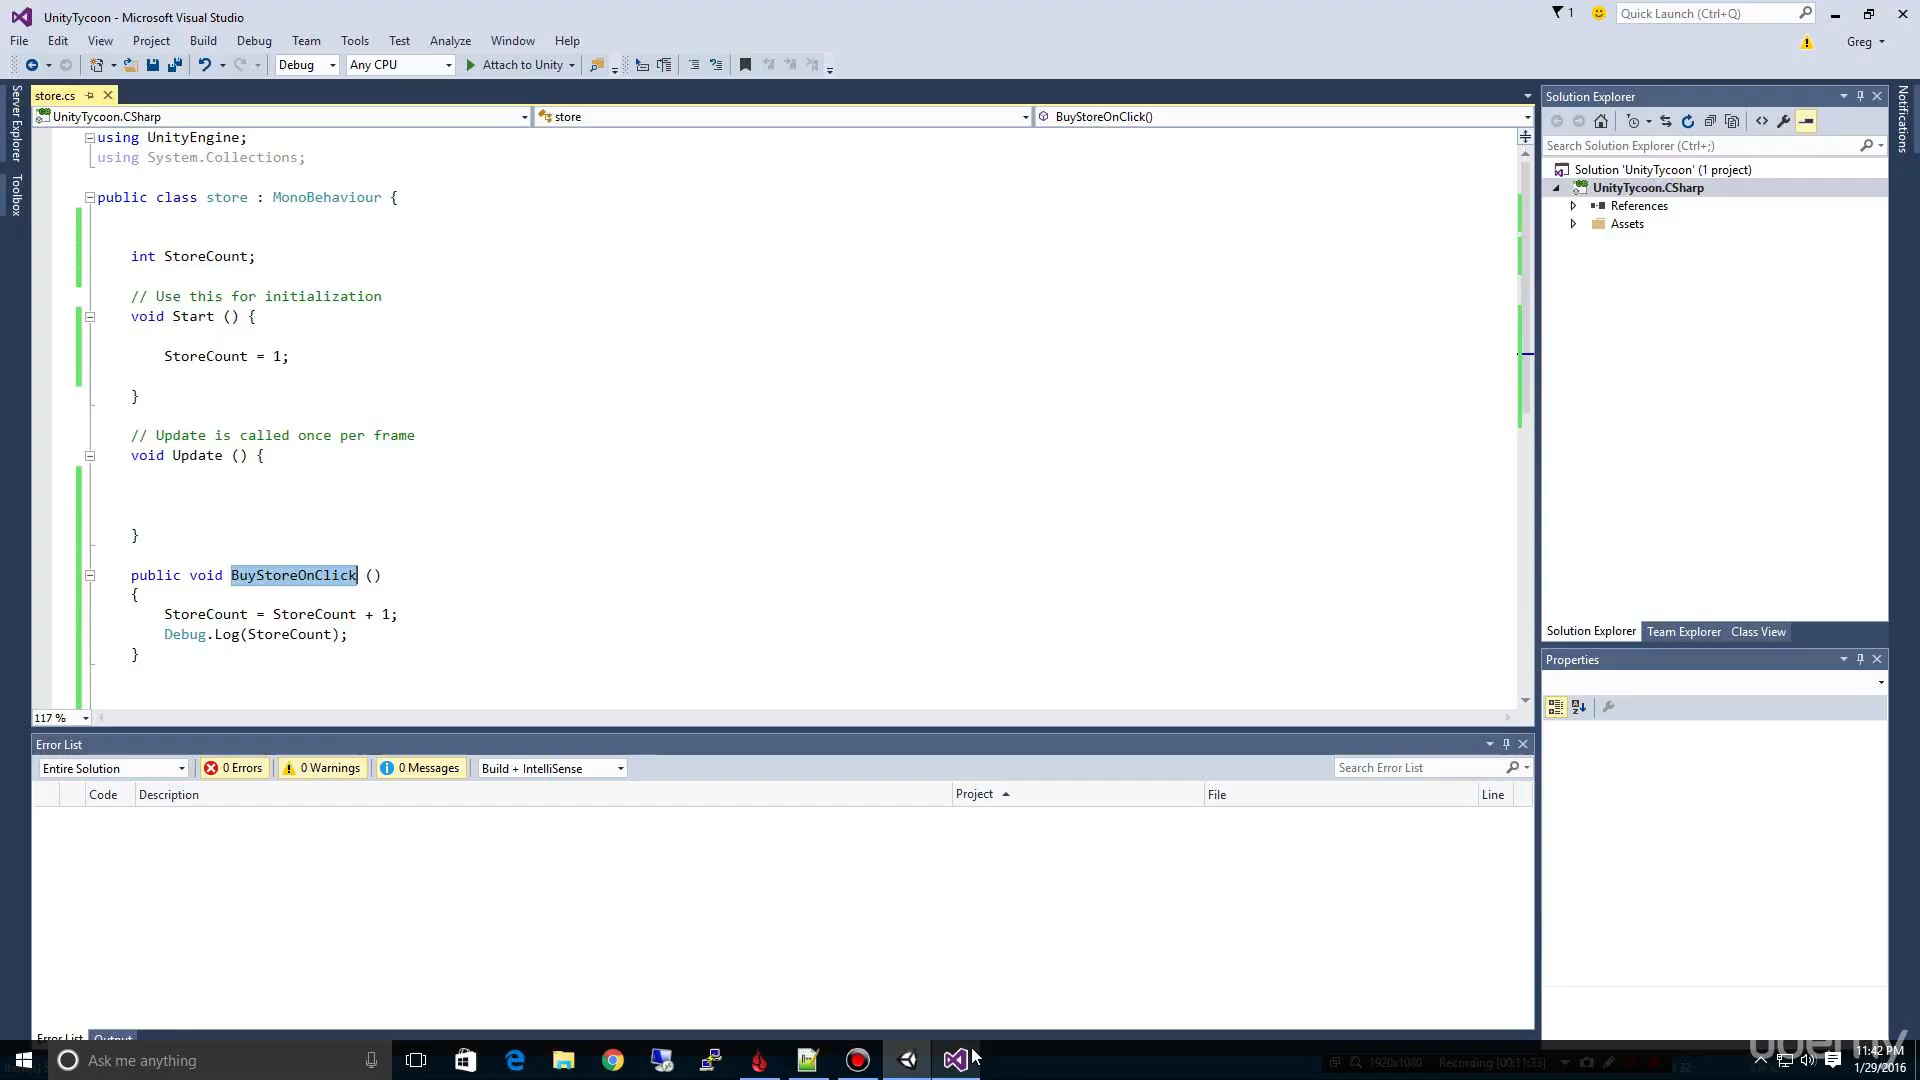 UnityTycoon - Microsoft Visual Studio
1
Quick Launch (Ctrl+Q)
File Edit View Project Build Debug Team Tools Test Analyze Window Help
Greg
Debug Any CPU Attach to Unity
Server Explorer
Toolbox
store.cs
UnityTycoon.CSharp store BuyStoreOnClick()
using UnityEngine;
using System.Collections;
public class store : MonoBehaviour {
int StoreCount;
// Use this for initialization
void Start () {
StoreCount = 1;
}
// Update is called once per frame
void Update () {
}
public void BuyStoreOnClick ()
{
StoreCount = StoreCount + 1;
Debug.Log(StoreCount);
}
117 %
Solution Explorer
Search Solution Explorer (Ctrl+;)
Solution 'UnityTycoon' (1 project)
UnityTycoon.CSharp
References
Assets
Solution Explorer Team Explorer Class View
Properties
Notifications
Error List
Entire Solution 0 Errors 0 Warnings 0 Messages Build + IntelliSense Search Error List
Code Description Project File Line
Error List Output
Ask me anything
1920x1080 Recording [00:11:33]
udemy
11:42 PM
1/29/2016